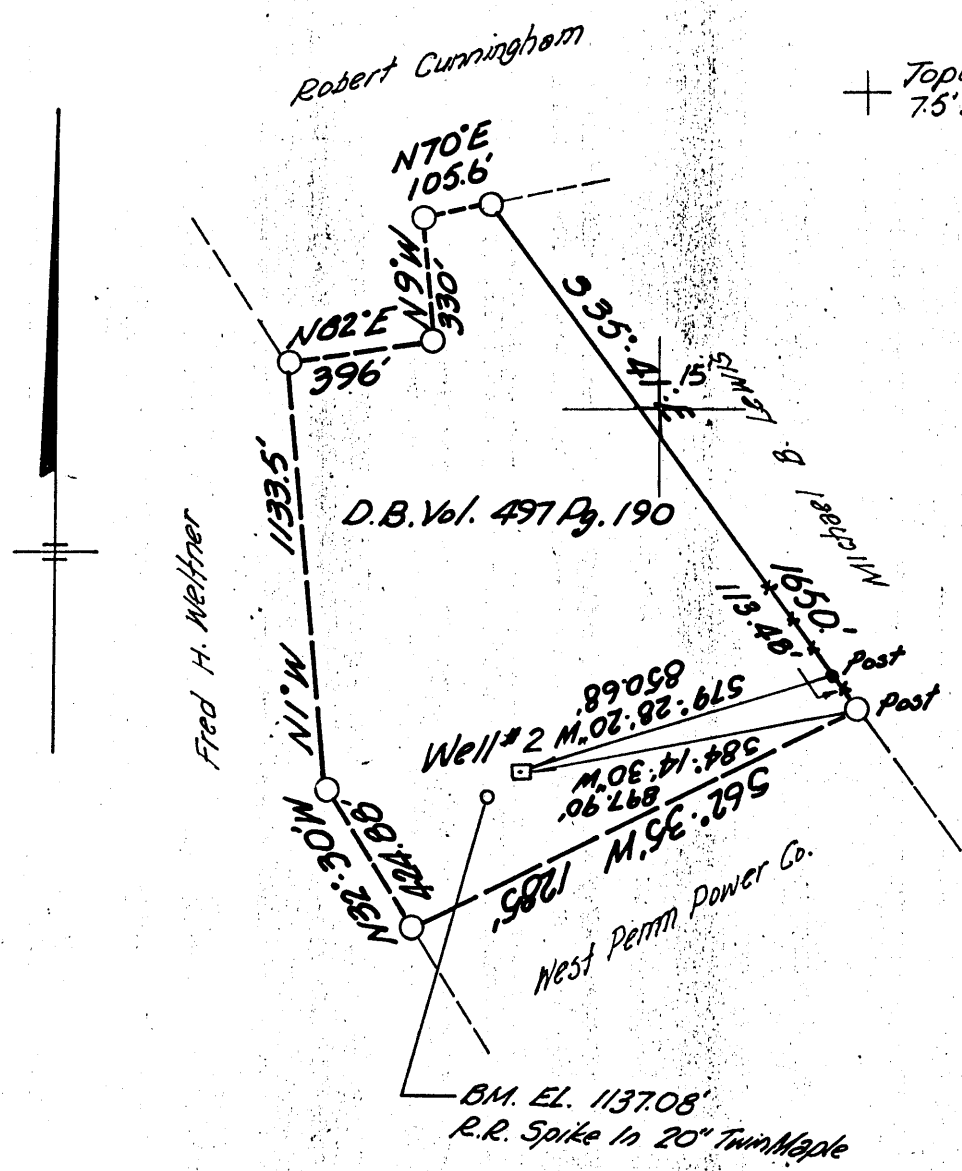 Robert Cunningham
Topo
7.5'
N70°E
105.6'
N9°W
330'
N82°E
396'
S35°-41'-15"E
Michael B. Lewis
1133.5'
N1°W
D.B. Vol. 497 Pg. 190
Fred H. Weltner
1650'
113.48'
Post
Post
850.68'
S79°-28'-20"W
Well #2
S84°-14'-30"W
897.90'
S62°-35'W
1285'
N32°-30'W
424.88'
West Penn Power Co.
BM. EL. 1137.08'
R.R. Spike In 20" Twin Maple